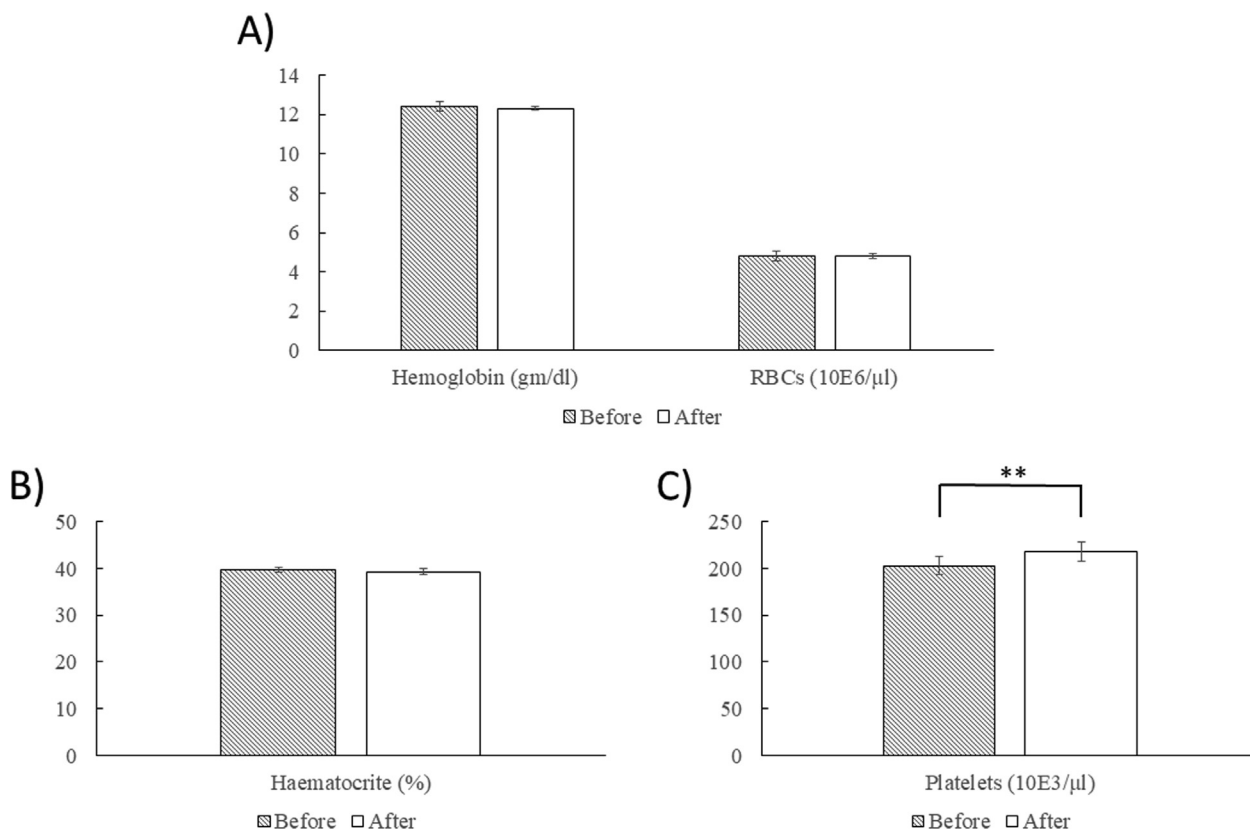 A)
14
12
10
8
6
4
2
0
Hemoglobin (gm/dl) RBCs (10E6/µl)
Before After
B)
50
40
30
20
10
0
Haematocrite (%)
Before After
C)
**
250
200
150
100
50
0
Platelets (10E3/µl)
Before After